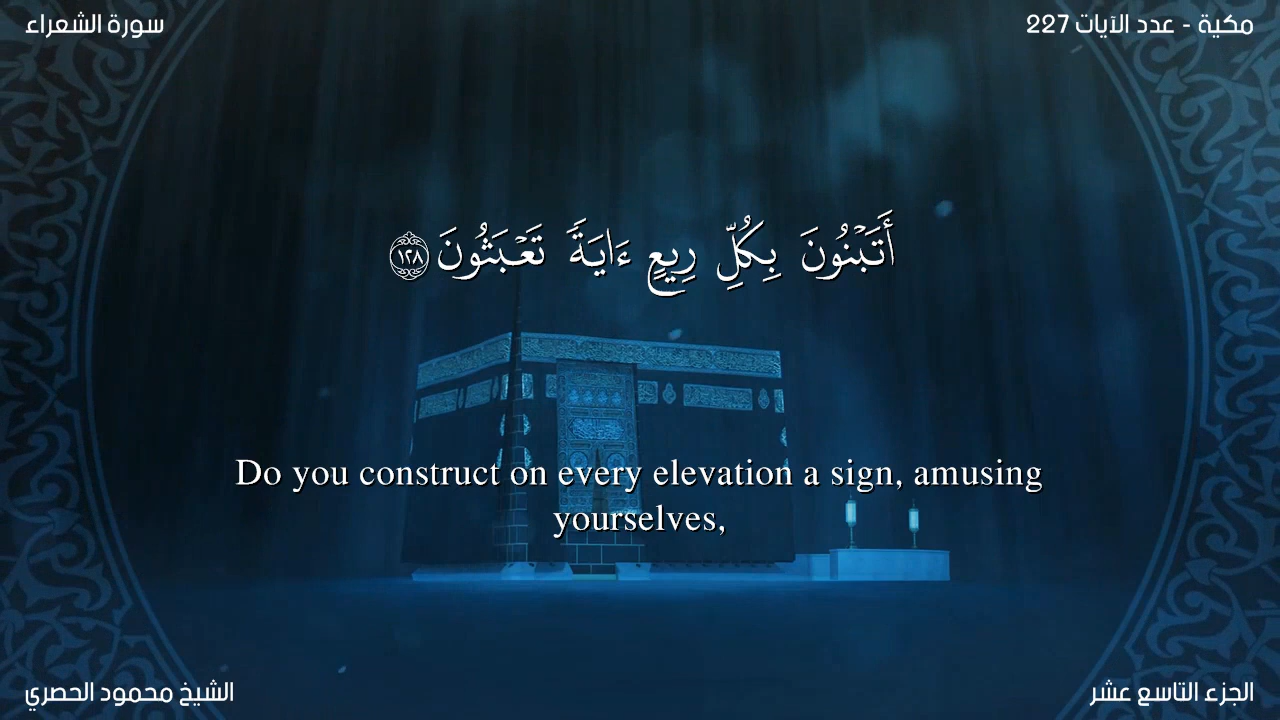 سورة الشعراء
مكية - عدد الآيات 227
أَتَبْنُونَ بِكُلِّ رِيعٍ ءَايَةً تَعْبَثُونَ ١٢٨
Do you construct on every elevation a sign, amusing
yourselves,
الشيخ محمود الحصري
الجزء التاسع عشر